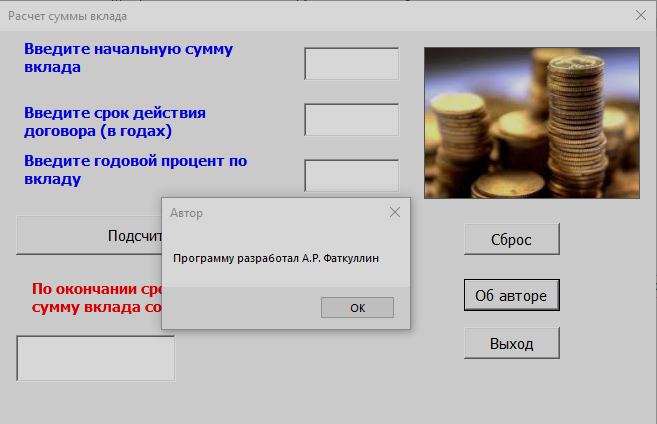 Расчет суммы вклада
Введите начальную сумму
вклада
Введите срок действия
договора (в годах)
Введите годовой процент по
вкладу
Автор
Программу разработал А.Р. Фаткуллин
OK
Подсчит
По окончании сро
сумму вклада со
Сброс
Об авторе
Выход